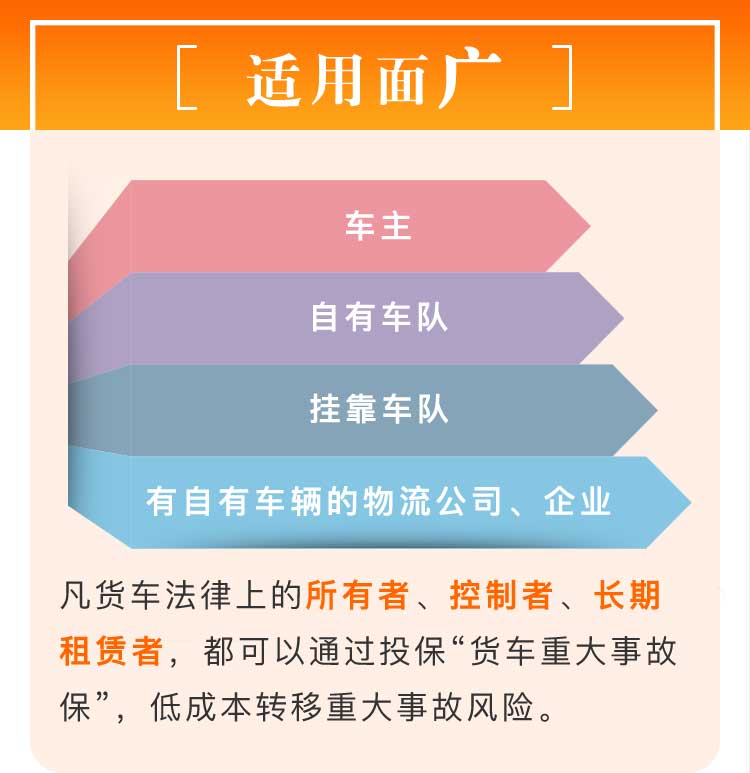 适用面广
车主
自有车队
挂靠车队
有自有车辆的物流公司、企业
凡货车法律上的所有者、控制者、长期
租赁者，都可以通过投保“货车重大事故
保”，低成本转移重大事故风险。